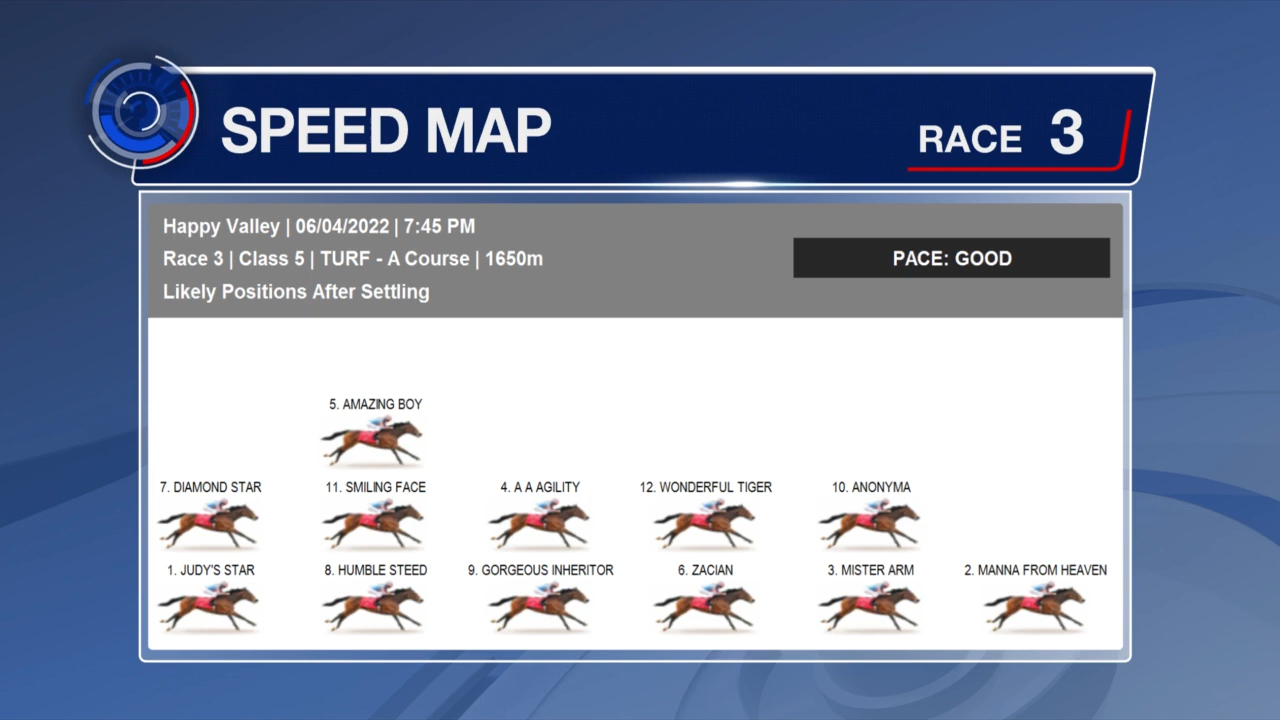 SPEED MAP
RACE 3
Happy Valley | 06/04/2022 | 7:45 PM
Race 3 | Class 5 | TURF - A Course | 1650m
PACE: GOOD
Likely Positions After Settling
5. AMAZING BOY
7. DIAMOND STAR
11. SMILING FACE
4. A A AGILITY
12. WONDERFUL TIGER
10. ANONYMA
1. JUDY'S STAR
8. HUMBLE STEED
9. GORGEOUS INHERITOR
6. ZACIAN
3. MISTER ARM
2. MANNA FROM HEAVEN